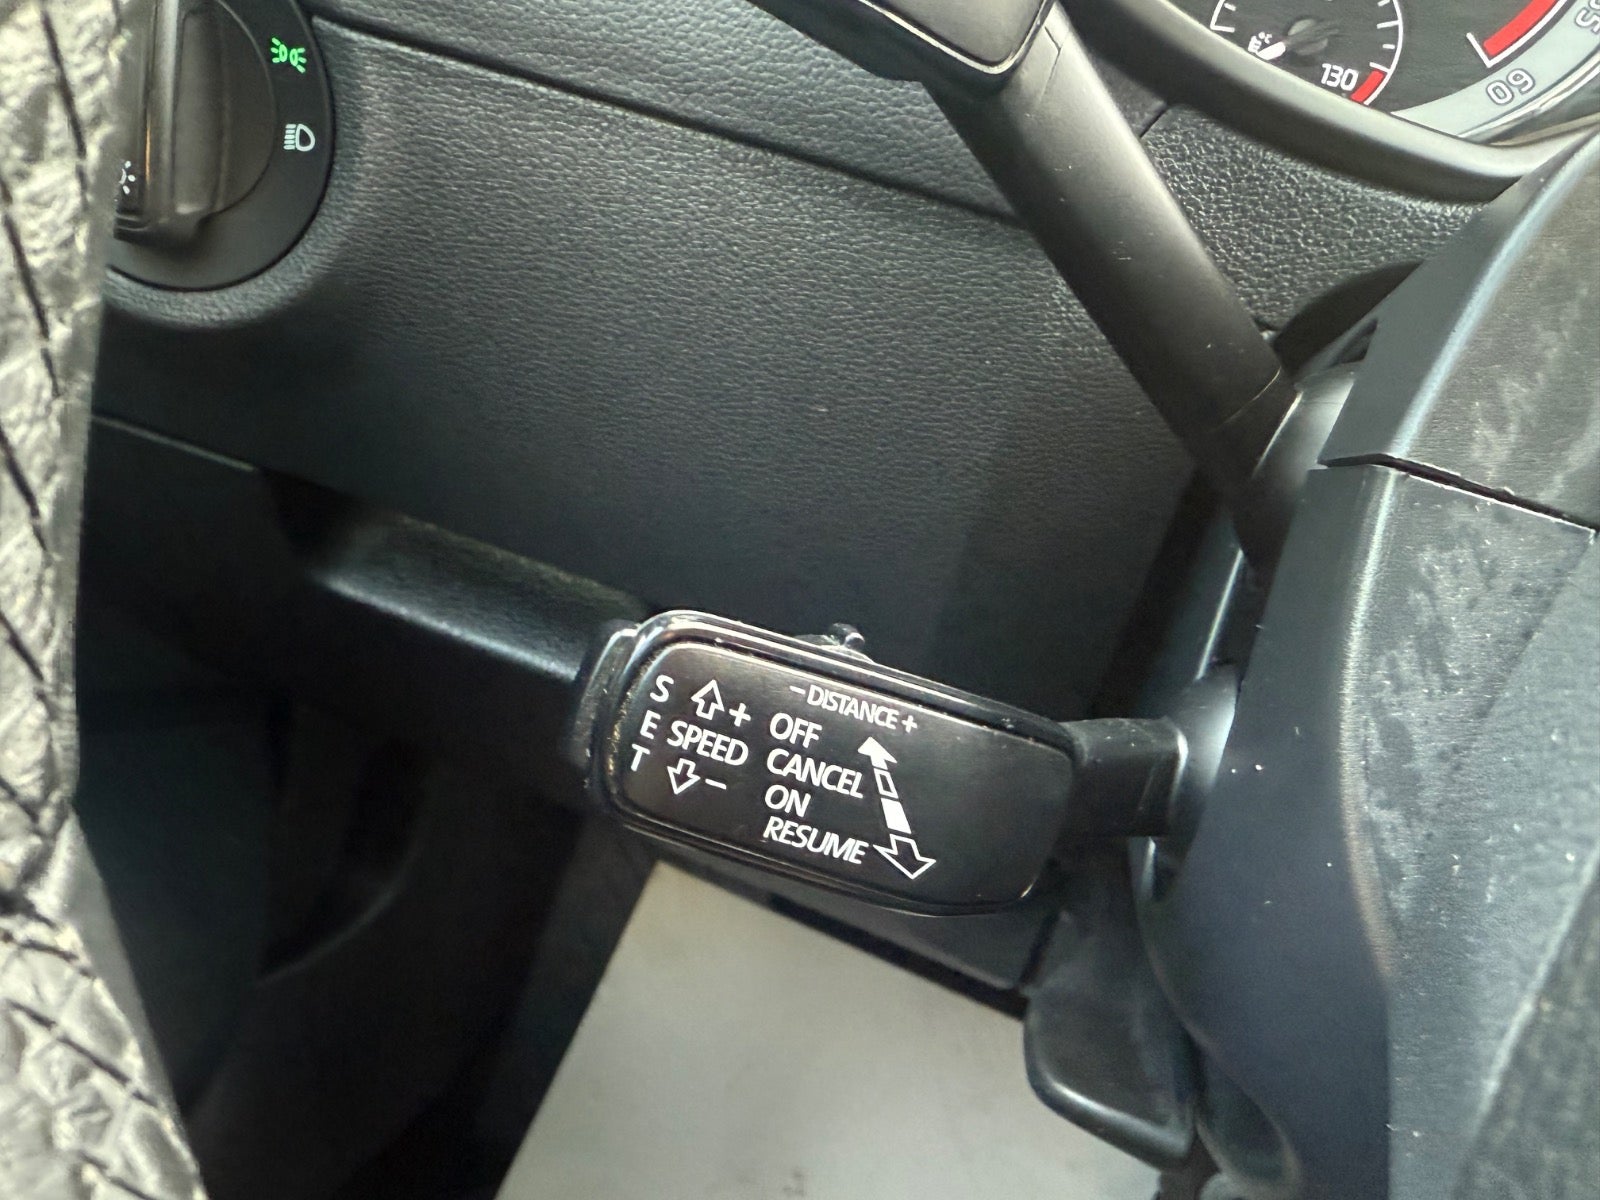 130
60
- DISTANCE +
S
E
T
+
SPEED
-
OFF
CANCEL
ON
RESUME